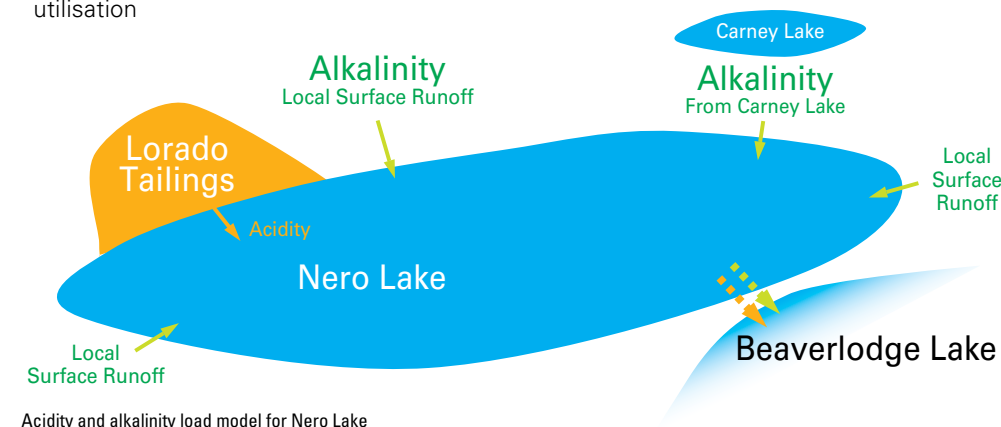 utilisation
Carney Lake
Alkalinity
Local Surface Runoff
Alkalinity
From Carney Lake
Lorado
Tailings
Local
Surface
Runoff
Acidity
Nero Lake
Beaverlodge Lake
Local
Surface Runoff
Acidity and alkalinity load model for Nero Lake